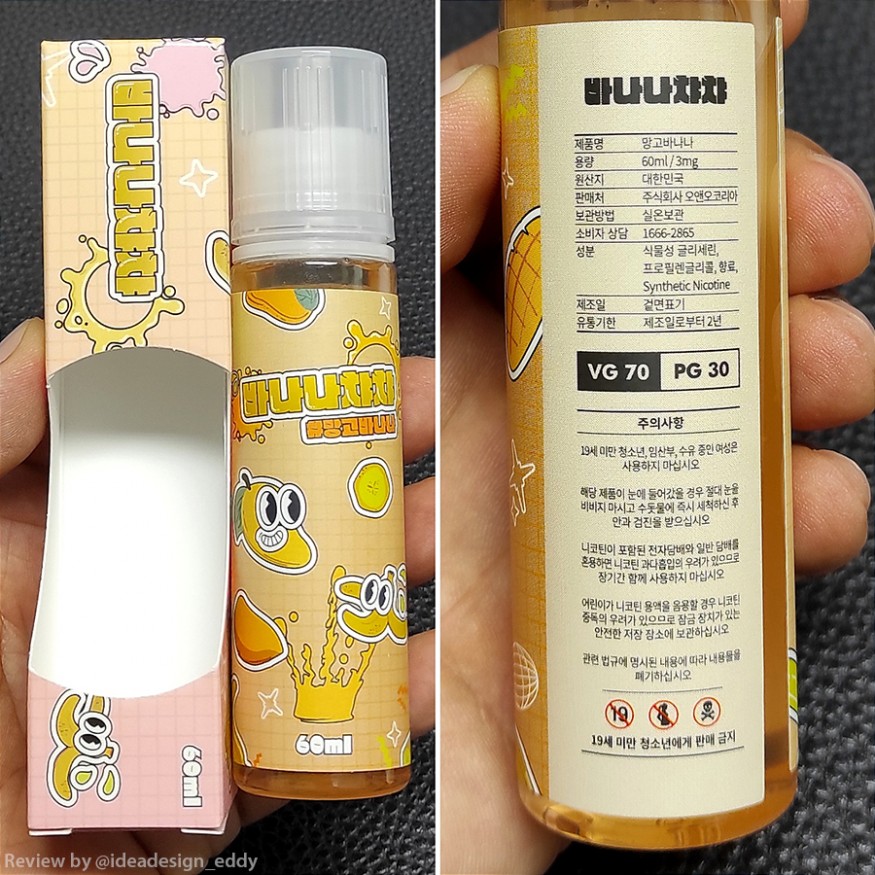 바나나챠챠
60ml
바나나챠챠
#망고바나나
60ml
바나나챠챠
제품명 망고바나나
용량 60ml / 3mg
원산지 대한민국
판매처 주식회사 오앤오코리아
보관방법 실온보관
소비자 상담 1666-2865
성분 식물성 글리세린,
프로필렌글리콜, 향료,
Synthetic Nicotine
제조일 겉면표기
유통기한 제조일로부터 2년
VG 70 PG 30
주의사항
19세 미만 청소년, 임산부, 수유 중인 여성은
사용하지 마십시오
해당 제품이 눈에 들어갔을 경우 절대 눈을
비비지 마시고 수돗물에 즉시 세척하신 후
안과 검진을 받으십시오
니코틴이 포함된 전자담배와 일반 담배를
혼용하면 니코틴 과다흡입의 우려가 있으므로
장기간 함께 사용하지 마십시오
어린이가 니코틴 용액을 음용할 경우 니코틴
중독의 우려가 있으므로 잠금 장치가 있는
안전한 저장 장소에 보관하십시오
관련 법규에 명시된 내용에 따라 내용물을
폐기하십시오
19
19세 미만 청소년에게 판매 금지
Review by @ideadesign_eddy